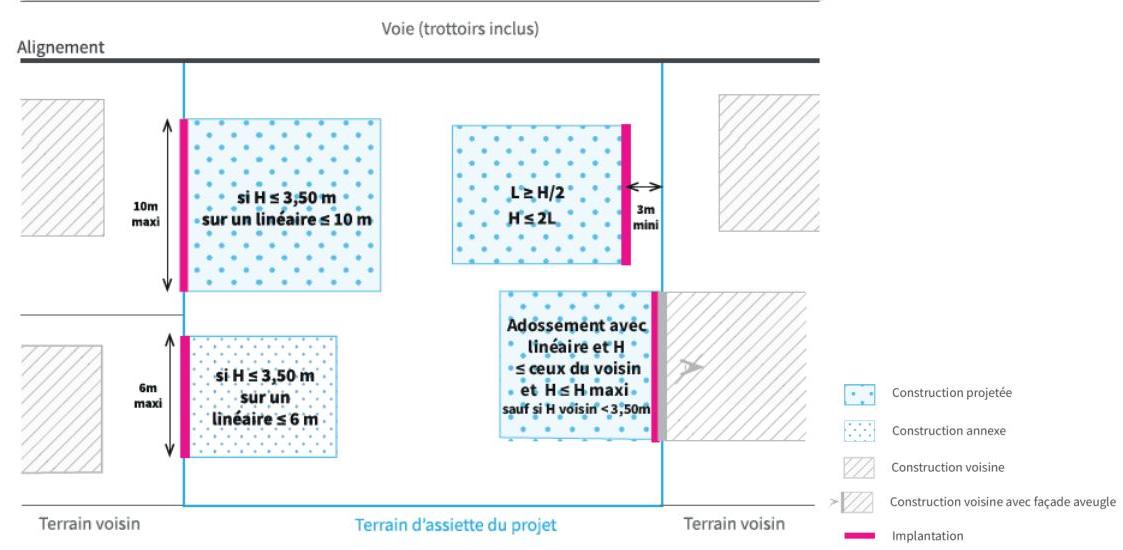 Voie (trottoirs inclus)
Alignement
10m
maxi
si H ≤ 3,50 m
sur un linéaire ≤ 10 m
L ≥ H/2
H ≤ 2L
3m
mini
6m
maxi
si H ≤ 3,50 m
sur un
linéaire ≤ 6 m
Adossement avec
linéaire et H
≤ ceux du voisin
et H ≤ H maxi
sauf si H voisin < 3,50m
A
Terrain voisin
Terrain d'assiette du projet
Terrain voisin
Construction projetée
Construction annexe
Construction voisine
Construction voisine avec façade aveugle
Implantation